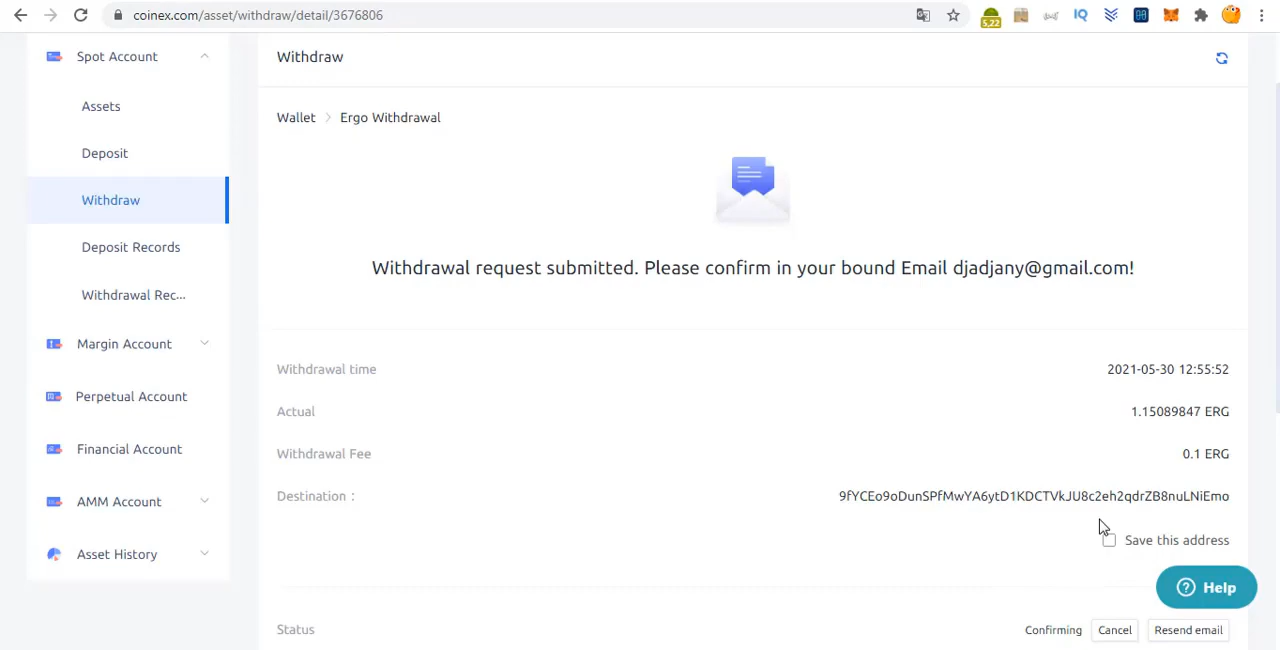 coinex.com/asset/withdraw/detail/3676806
5,22
IQ
Spot Account
Withdraw
Assets
Wallet > Ergo Withdrawal
Deposit
Withdraw
Deposit Records
Withdrawal request submitted. Please confirm in your bound Email djadjany@gmail.com!
Withdrawal Rec...
Margin Account
Withdrawal time 2021-05-30 12:55:52
Perpetual Account
Actual 1.15089847 ERG
Financial Account
Withdrawal Fee 0.1 ERG
AMM Account
Destination : 9fYCEo9oDunSPfMwYA6ytD1KDCTVkJU8c2eh2qdrZB8nuLNiEmo
Save this address
Asset History
Help
Status Confirming Cancel Resend email